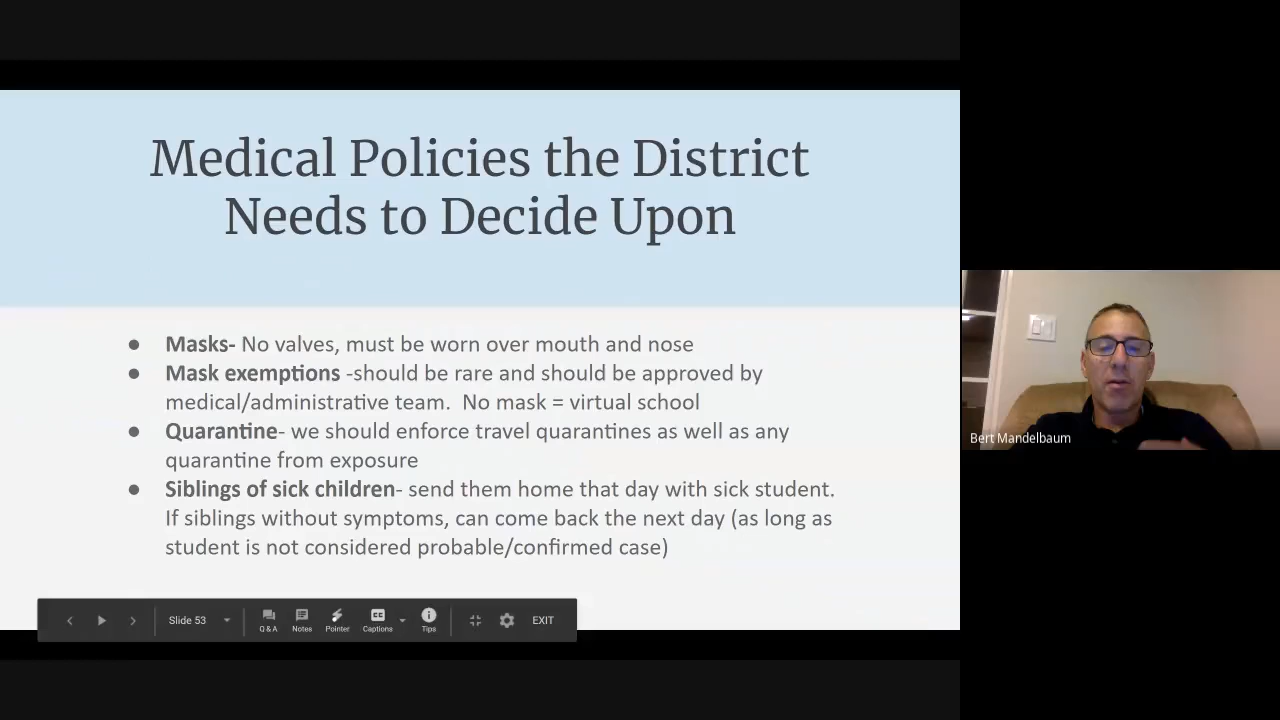 Medical Policies the District
Needs to Decide Upon
● Masks- No valves, must be worn over mouth and nose
● Mask exemptions -should be rare and should be approved by
medical/administrative team.  No mask = virtual school
● Quarantine- we should enforce travel quarantines as well as any
quarantine from exposure
● Siblings of sick children- send them home that day with sick student.
If siblings without symptoms, can come back the next day (as long as
student is not considered probable/confirmed case)
Bert Mandelbaum
Slide 53
Q & A
Notes
Pointer
CC
Captions
Tips
EXIT